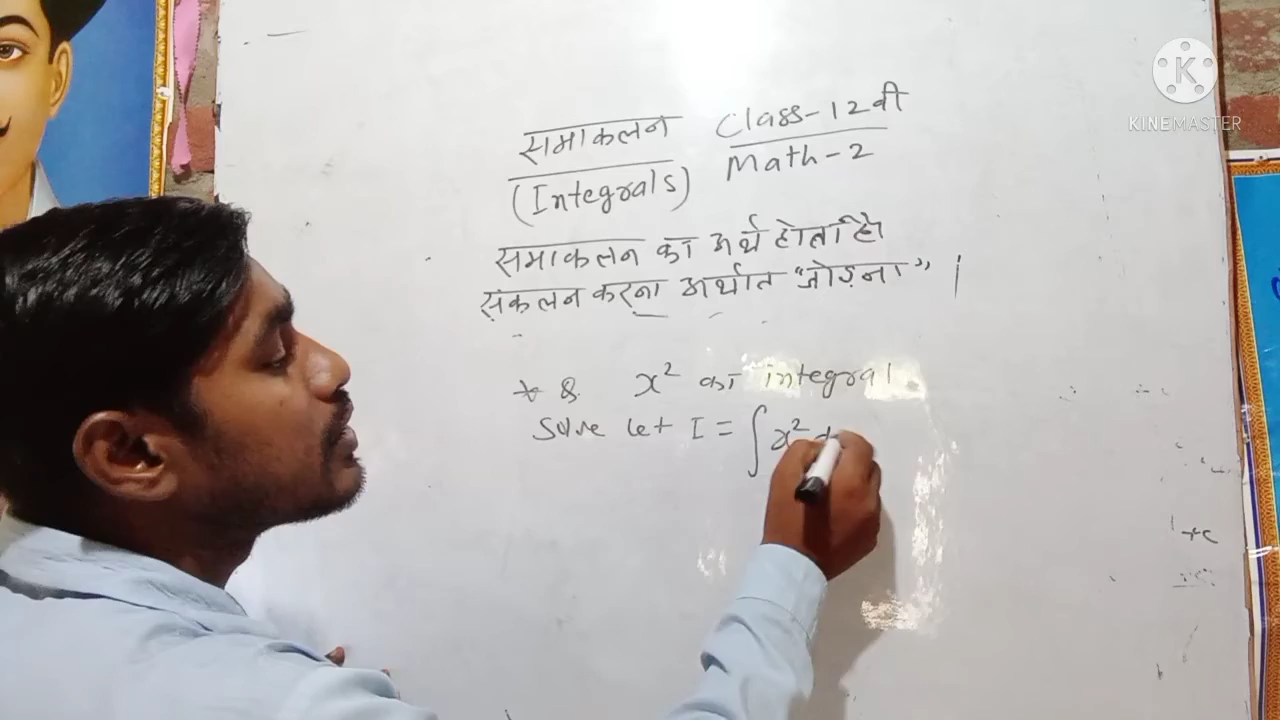 समाकलन Class-12वी
(Integrals) Math-2
समाकलन का अर्थ होता है
संकलन करना अर्थात "जोड़ना" |
* Q. x² का integral
Solve Let I = ∫x²
+c
KINEMASTER